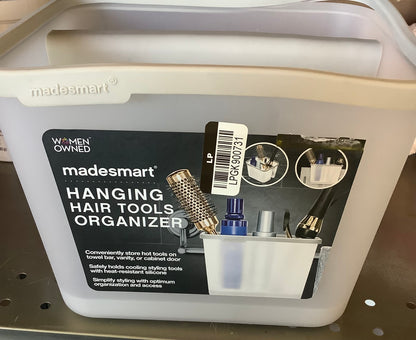 madesmart®
WOMEN
OWNED
madesmart®
HANGING
HAIR TOOLS
ORGANIZER
Conveniently store hot tools on
towel bar, vanity, or cabinet door
Safely holds cooling styling tools
with heat-resistant silicone
Simplify styling with optimum
organization and access
LP
LPGK900731